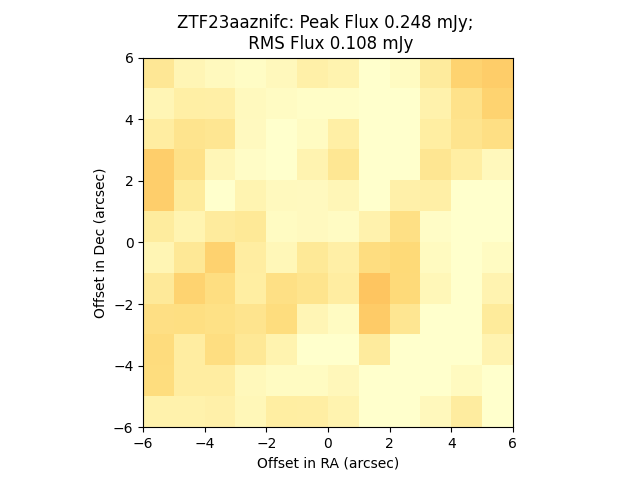 ZTF23aaznifc: Peak Flux 0.248 mJy;
RMS Flux 0.108 mJy
6
4
2
0
−2
−4
−6
Offset in Dec (arcsec)
−6 −4 −2 0 2 4 6
Offset in RA (arcsec)